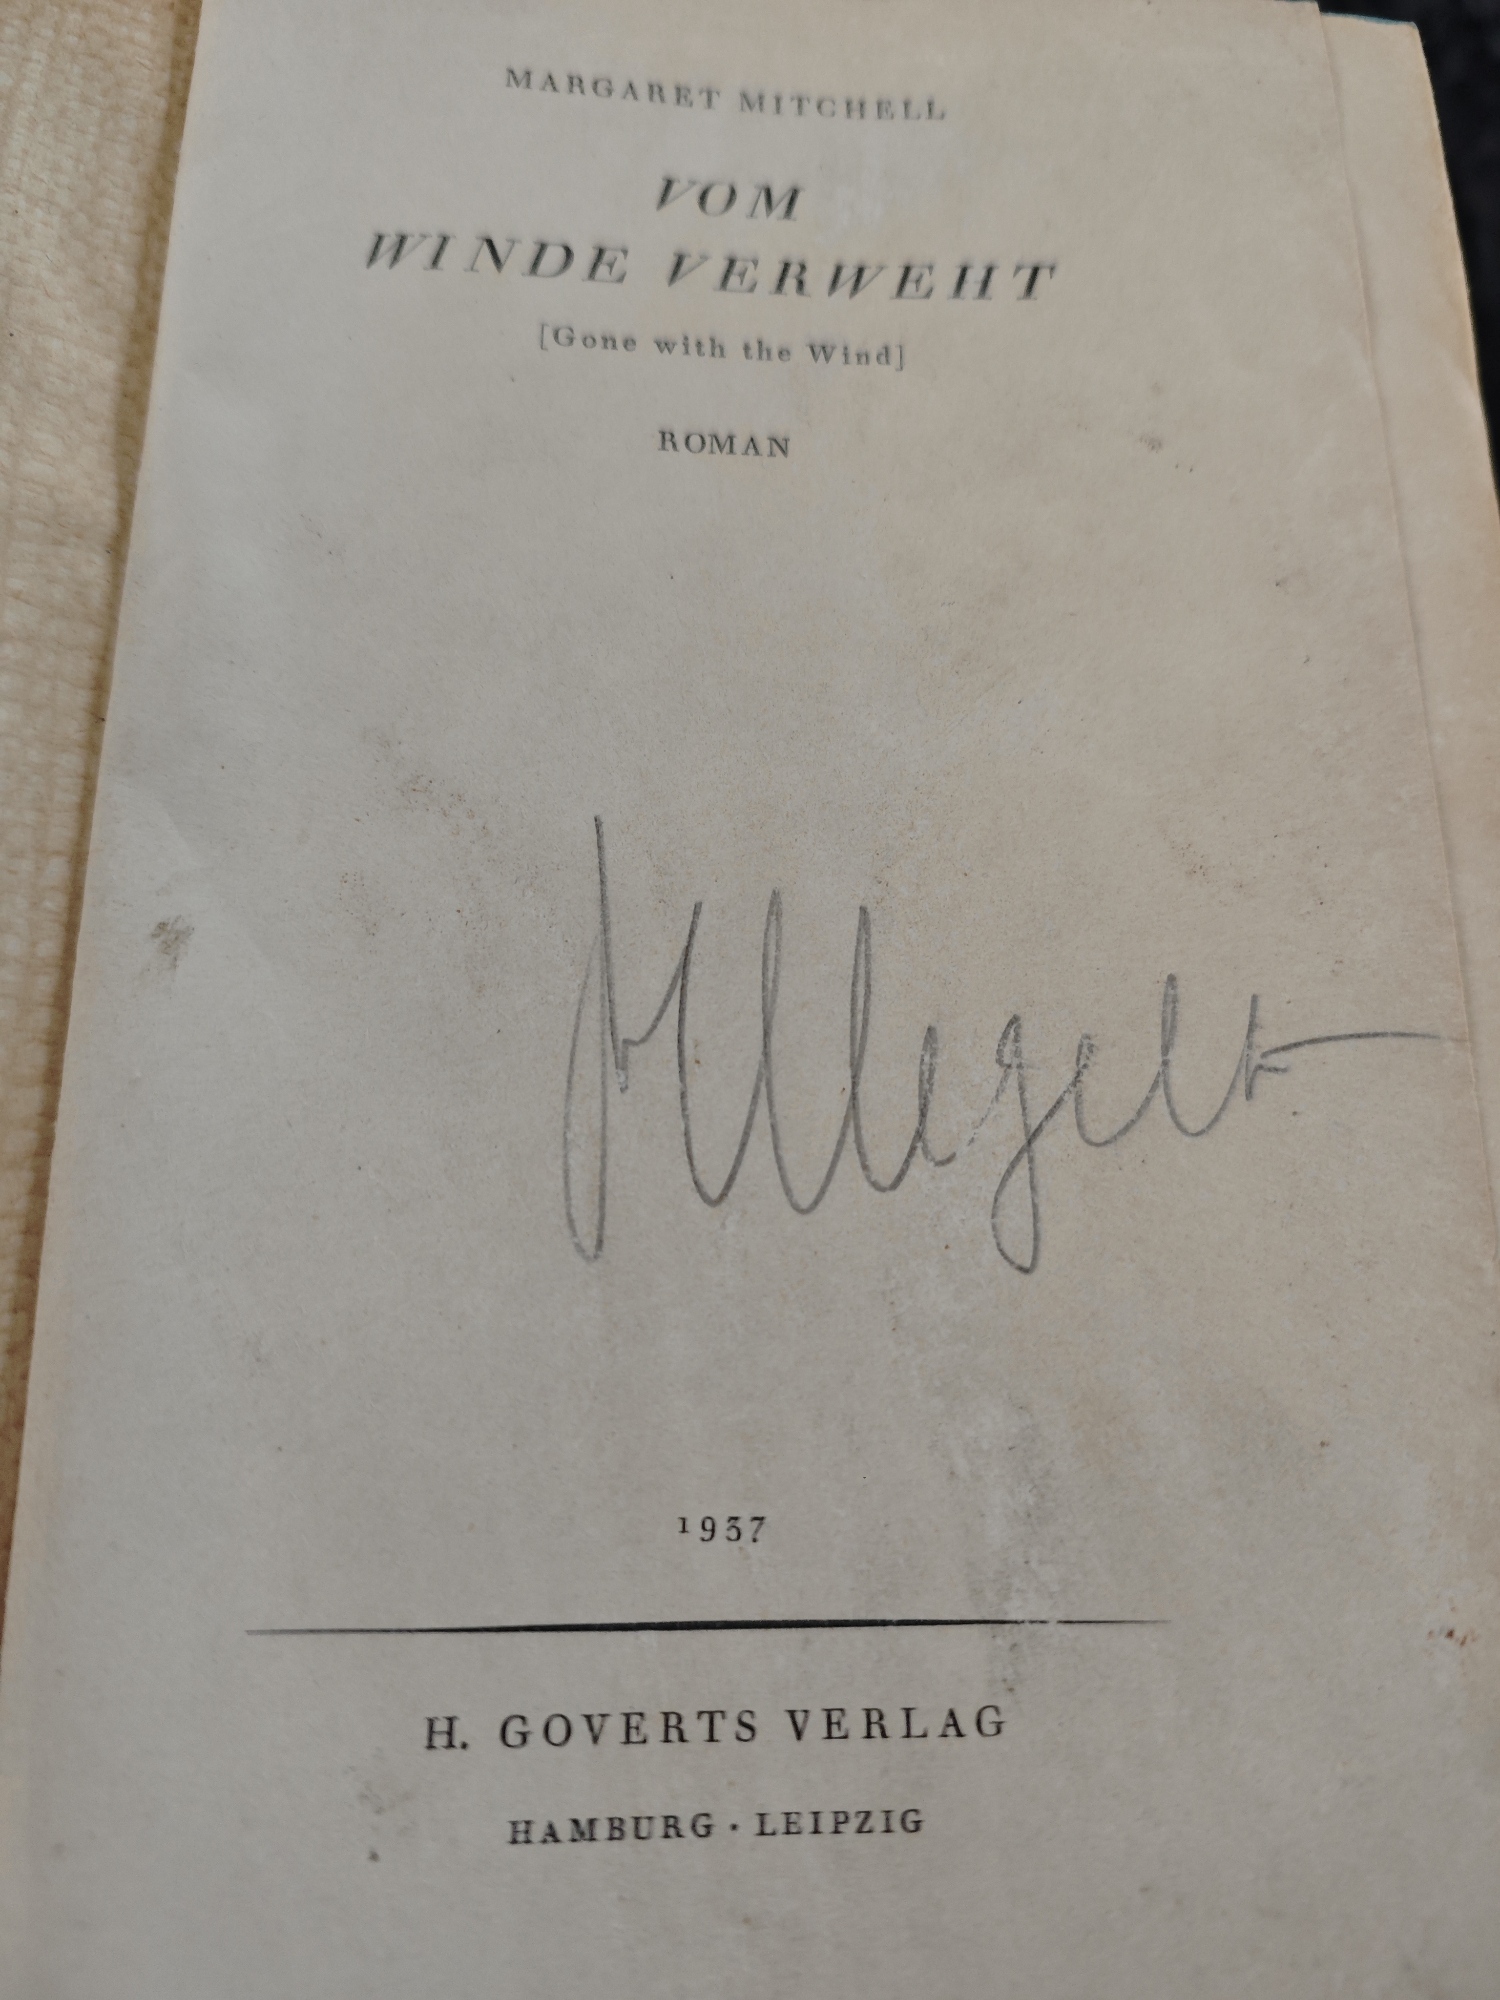 MARGARET MITCHELL
VOM
WINDE VERWEHT
[Gone with the Wind]
ROMAN
1937
H. GOVERTS VERLAG
HAMBURG · LEIPZIG